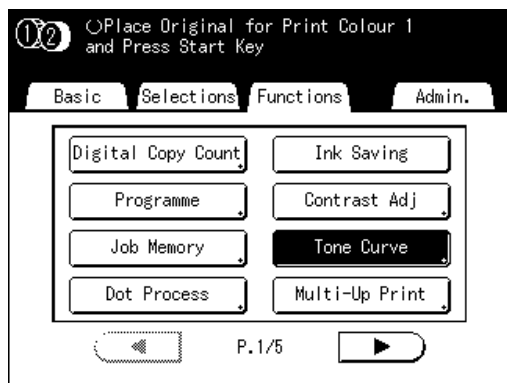 ①② ○Place Original for Print Colour 1
and Press Start Key
Basic Selections Functions Admin.
Digital Copy Count Ink Saving
Programme Contrast Adj
Job Memory Tone Curve
Dot Process Multi-Up Print
P.1/5